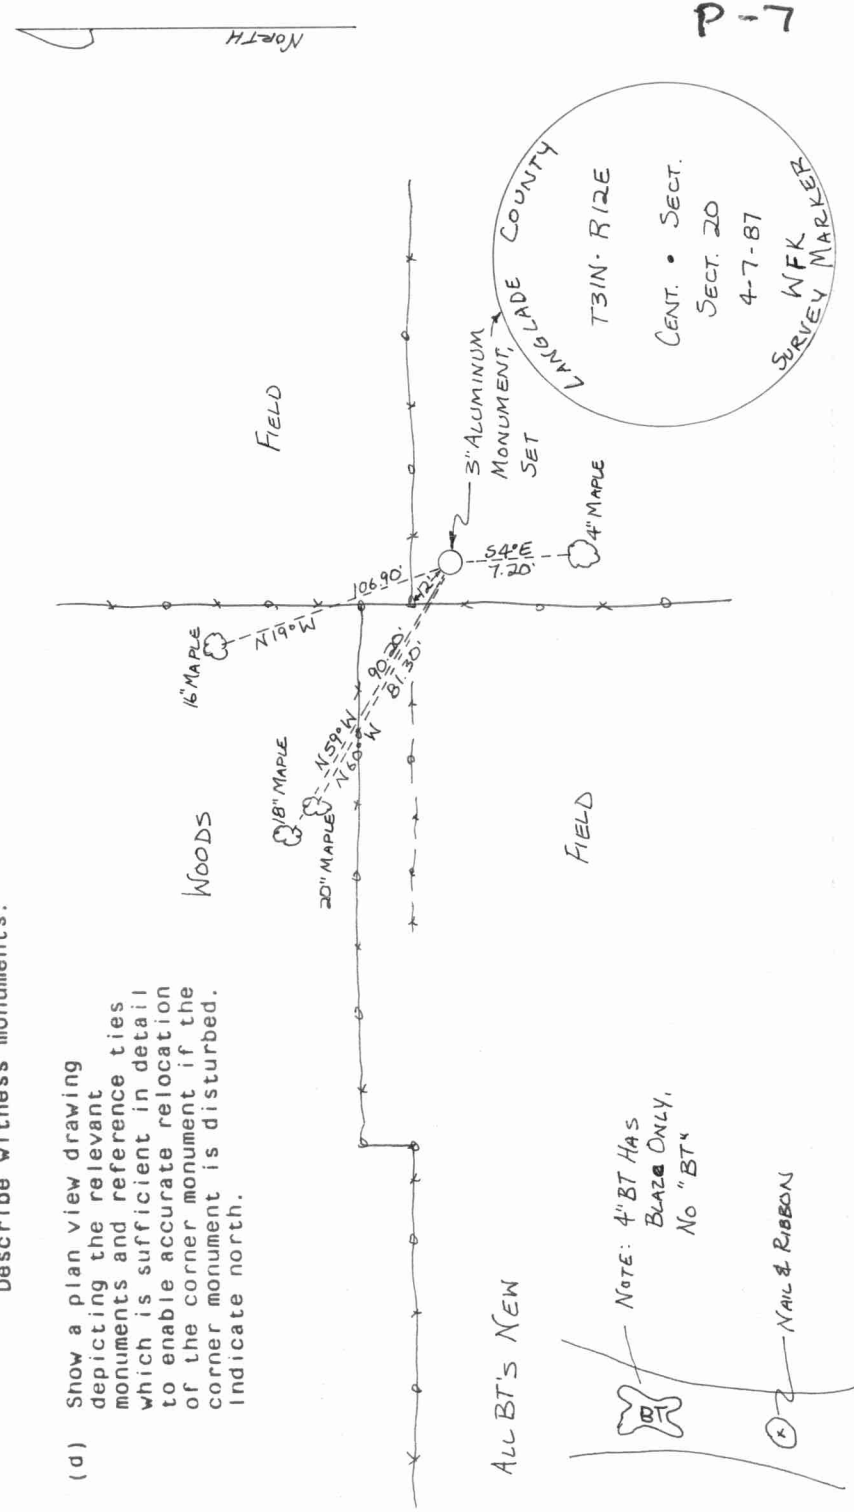 P-7
NORTH
Describe witness monuments.
(d) Show a plan view drawing
depicting the relevant
monuments and reference ties
which is sufficient in detail
to enable accurate relocation
of the corner monument if the
corner monument is disturbed.
Indicate north.
WOODS
FIELD
16" MAPLE
N19°W
106.90'
18" MAPLE
20" MAPLE
N59°W
90.20'
N60°W
81.30'
42'
S4°E
7.20'
4" MAPLE
3" ALUMINUM
MONUMENT,
SET
LANGLADE COUNTY
T31N-R12E
CENT. • SECT.
SECT. 20
4-7-87
WFK
SURVEY MARKER
FIELD
ALL BT'S NEW
NOTE: 4" BT HAS
BLAZE ONLY,
NO "BT"
BT
NAIL & RIBBON